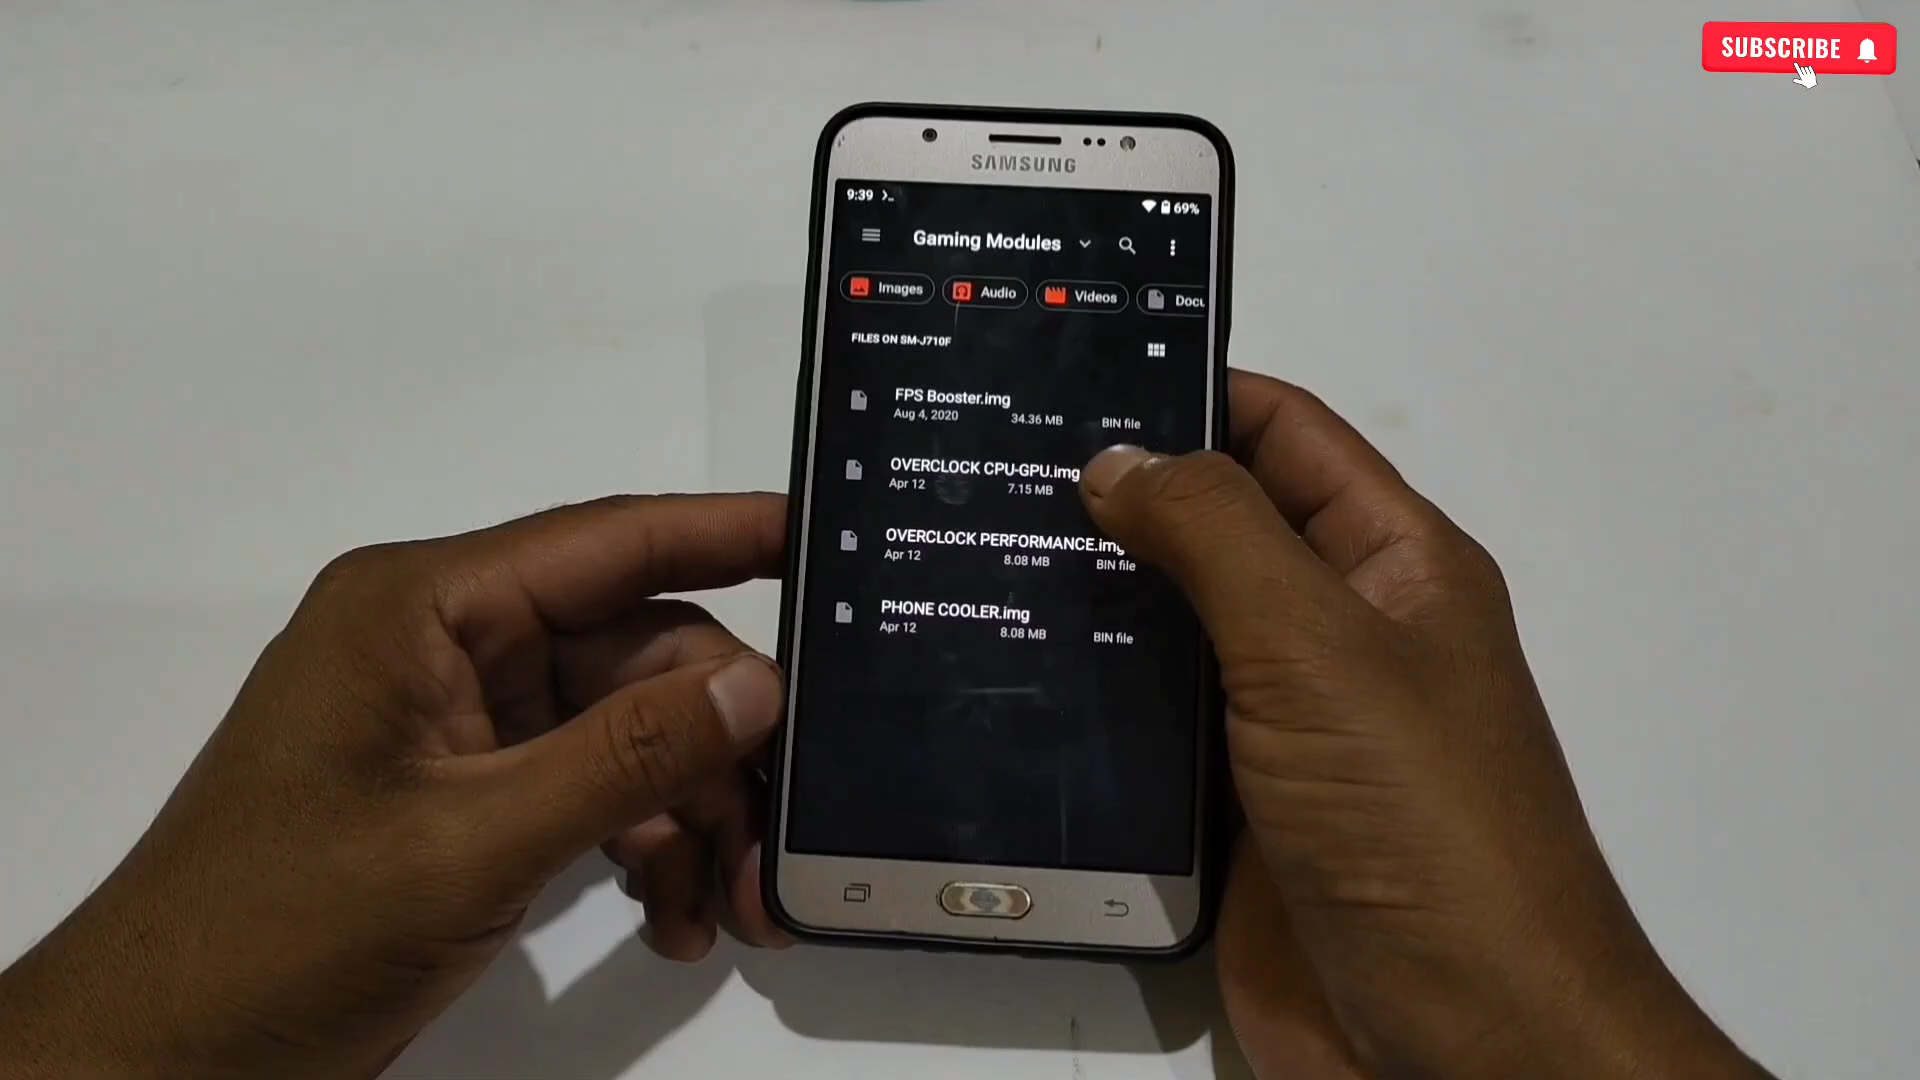 SUBSCRIBE
SAMSUNG
9:39 >_ 69%
Gaming Modules
Images Audio Videos Docu
FILES ON SM-J710F
FPS Booster.img
Aug 4, 2020 34.36 MB BIN file
OVERCLOCK CPU-GPU.img
Apr 12 7.15 MB
OVERCLOCK PERFORMANCE.img
Apr 12 8.08 MB BIN file
PHONE COOLER.img
Apr 12 8.08 MB BIN file